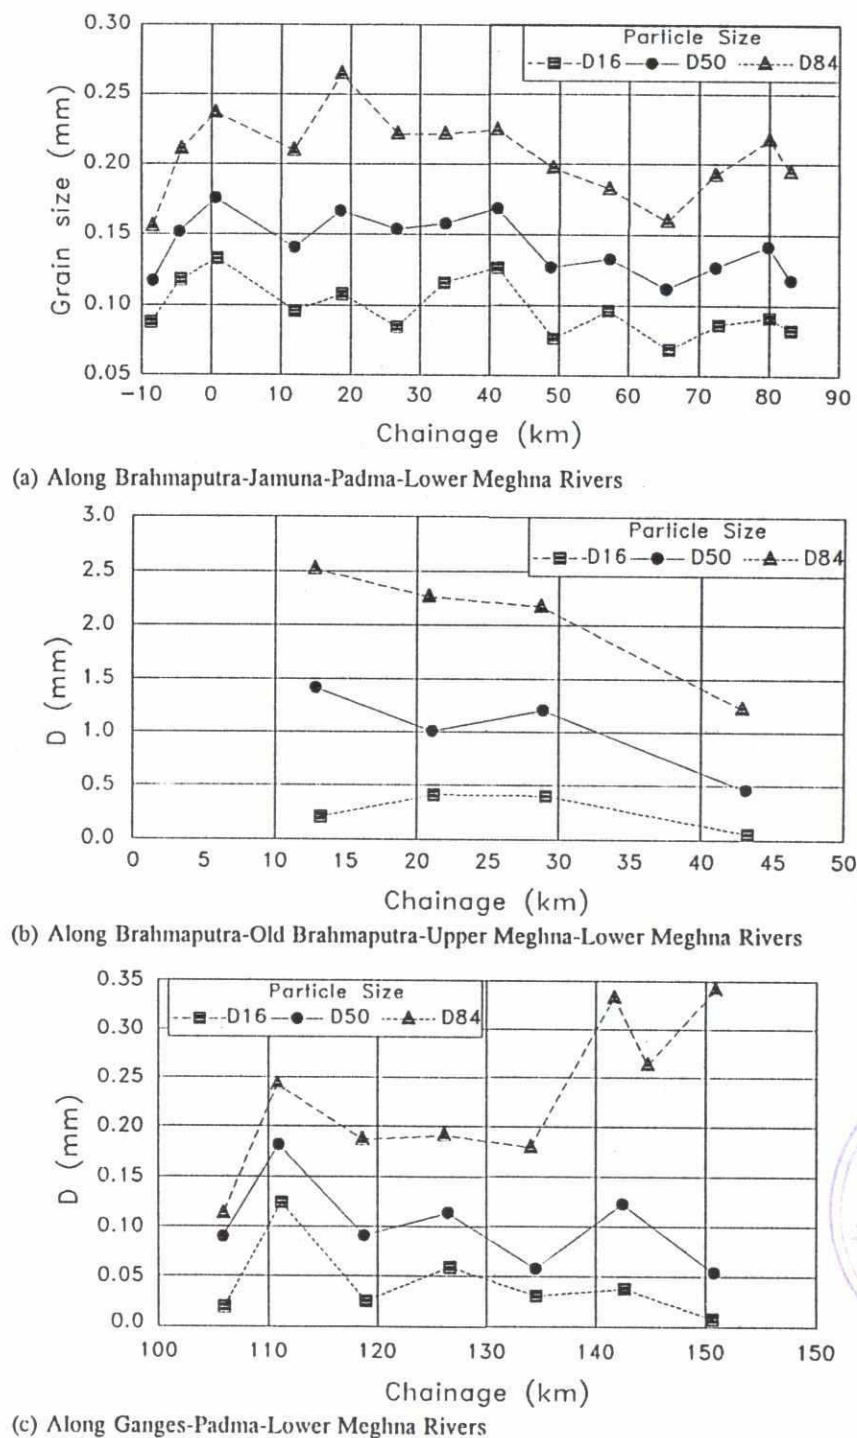 Particle Size
D16 D50 D84
Grain size (mm)
0.30
0.25
0.20
0.15
0.10
0.05
-10 0 10 20 30 40 50 60 70 80 90
Chainage (km)
(a) Along Brahmaputra-Jamuna-Padma-Lower Meghna Rivers
Particle Size
D16 D50 D84
D (mm)
3.0
2.5
2.0
1.5
1.0
0.5
0.0
0 5 10 15 20 25 30 35 40 45 50
Chainage (km)
(b) Along Brahmaputra-Old Brahmaputra-Upper Meghna-Lower Meghna Rivers
Particle Size
D16 D50 D84
D (mm)
0.35
0.30
0.25
0.20
0.15
0.10
0.05
0.0
100 110 120 130 140 150 150
Chainage (km)
(c) Along Ganges-Padma-Lower Meghna Rivers